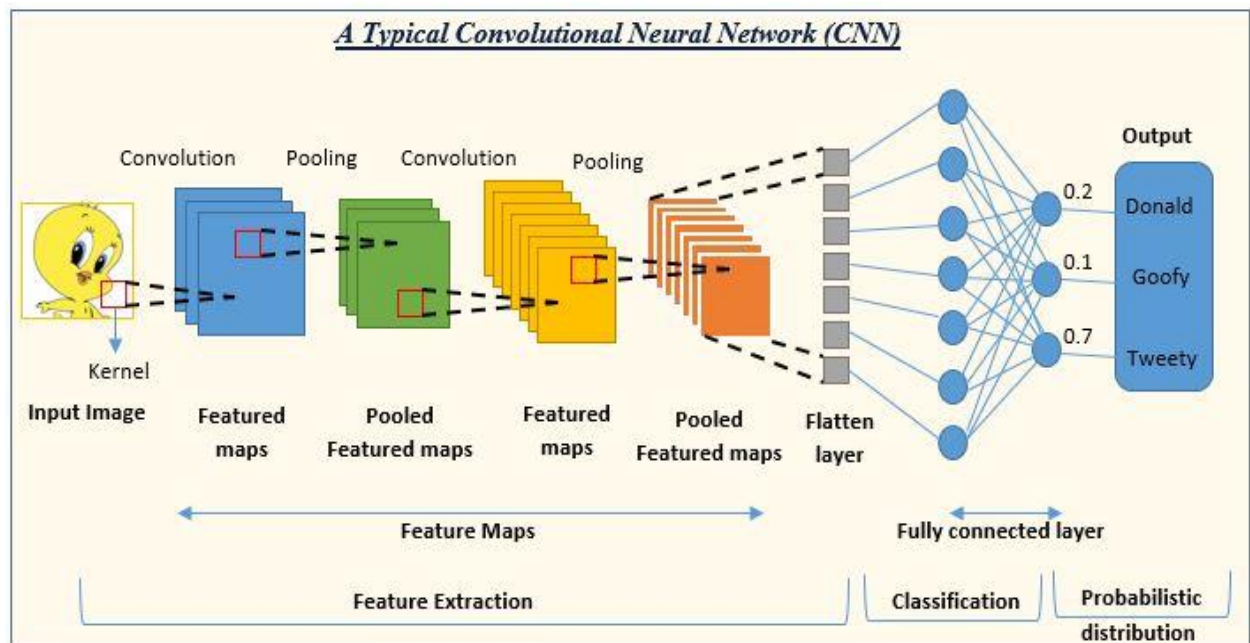 A Typical Convolutional Neural Network (CNN)
Convolution
Pooling
Convolution
Pooling
Output
0.2
Donald
0.1
Goofy
0.7
Tweety
Kernel
Input Image
Featured
maps
Pooled
Featured maps
Featured
maps
Pooled
Featured maps
Flatten
layer
Feature Maps
Fully connected layer
Feature Extraction
Classification
Probabilistic
distribution